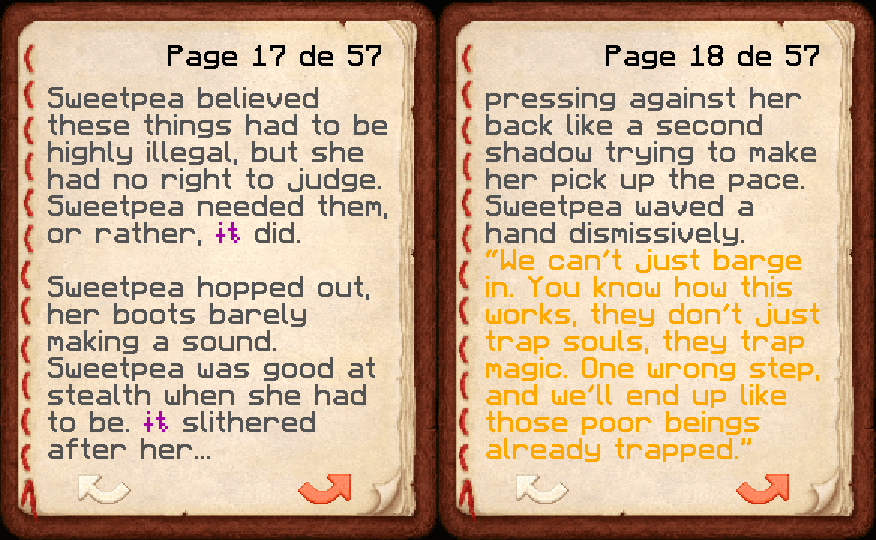 Page 17 de 57
Sweetpea believed
these things had to be
highly illegal, but she
had no right to judge.
Sweetpea needed them,
or rather, it did.
Sweetpea hopped out,
her boots barely
making a sound.
Sweetpea was good at
stealth when she had
to be. it slithered
after her...
Page 18 de 57
pressing against her
back like a second
shadow trying to make
her pick up the pace.
Sweetpea waved a
hand dismissively.
"We can't just barge
in. You know how this
works, they don't just
trap souls, they trap
magic. One wrong step,
and we'll end up like
those poor beings
already trapped."